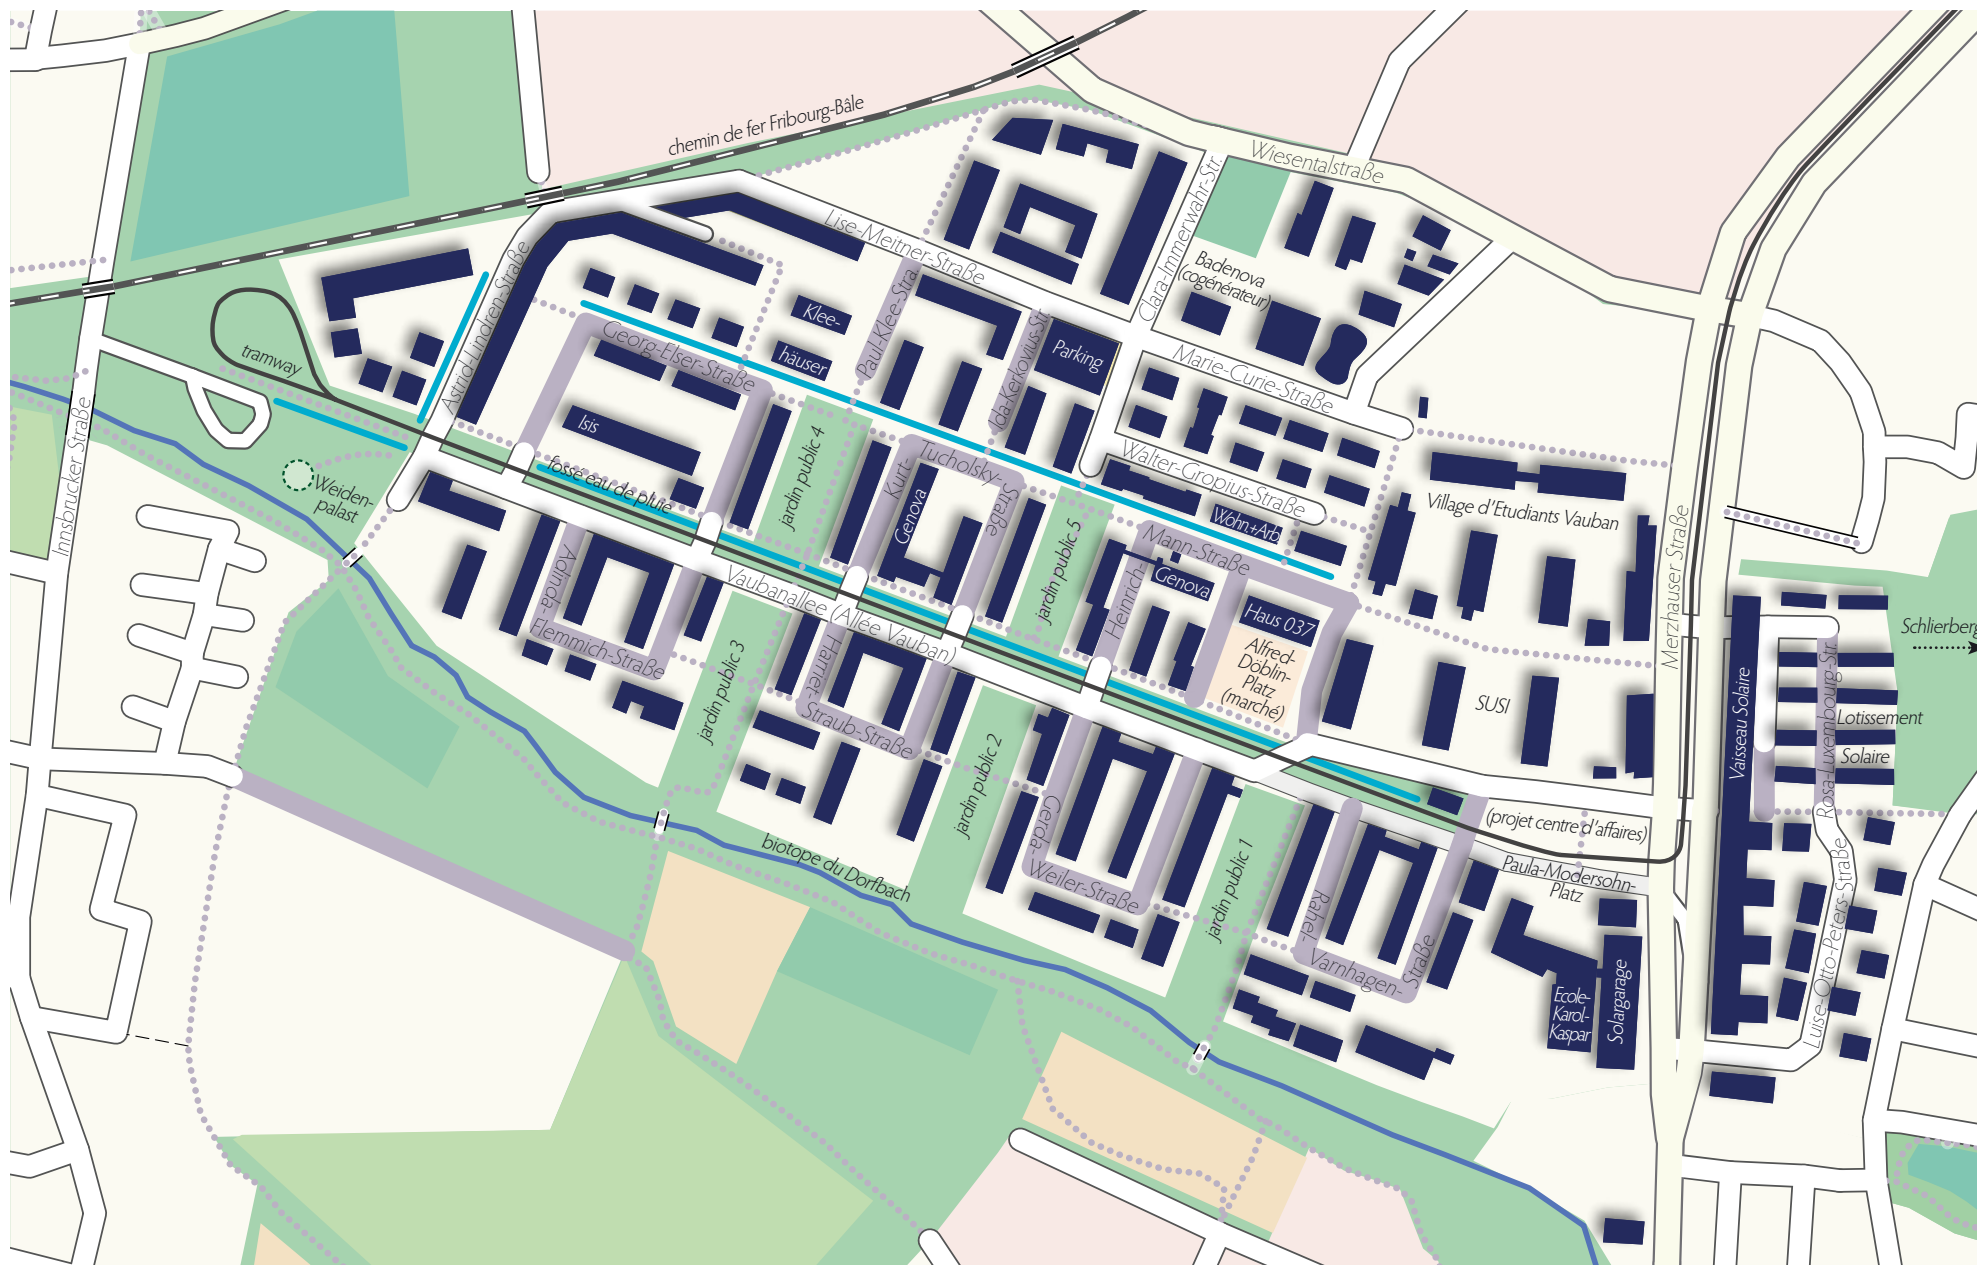 chemin de fer Fribourg-Bâle
Wiesentalstraße
Lise-Meitner-Straße
Clara-Immerwahr-Str.
Badenova
(cogénérateur)
Astrid-Lindren-Straße
tramway
Innsbrucker Straße
Weiden-
palast
Georg-Elser-Straße
Klee-
häuser
Paul-Klee-Stra.
Ida-Kerkovius-Str.
Parking
Marie-Curie-Straße
Walter-Gropius-Straße
Wohn+Arb.
Village d'Etudiants Vauban
Merzhauser Straße
Isis
fossé eau de pluie
jardin public 4
Kurt-
Tucholsky-
Straße
Genova
jardin public 5
Heinrich-
Mann-Straße
Genova
Haus 037
Alfred-
Döblin-
Platz
(marché)
SUSI
Vaubanallee (Allée Vauban)
Adinda-
Flemmich-Straße
jardin public 3
Harriet-
Straub-Straße
jardin public 2
Gerda-
Weiler-Straße
jardin public 1
Rahel-
Varnhagen-
Straße
biotope du Dorfbach
(projet centre d'affaires)
Paula-Modersohn-
Platz
Ecole-
Karol-
Kaspar
Solargarage
Vaisseau Solaire
Rosa-Luxembourg-Str.
Lotissement
Solaire
Luise-Otto-Peters-Straße
Schlierberg